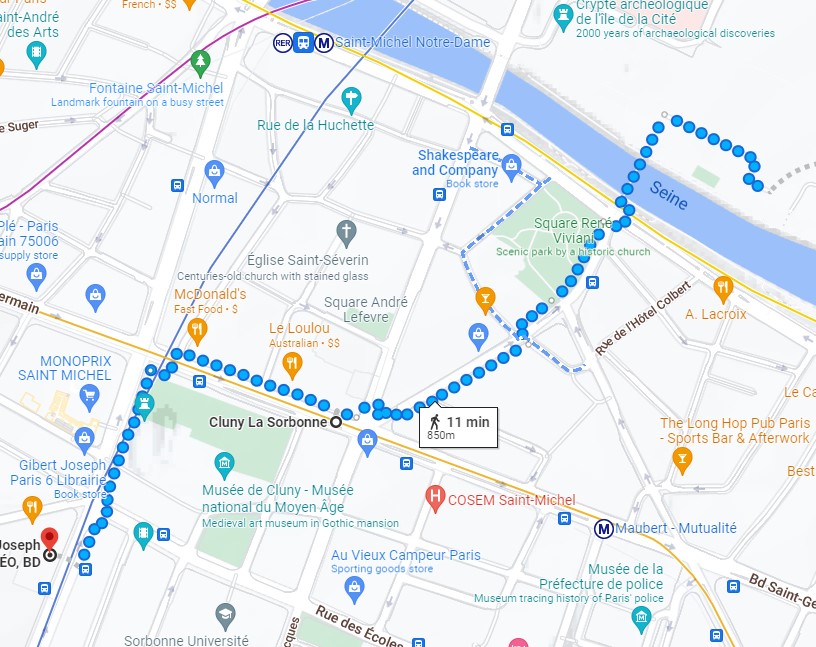 French • $$
int-André
des Arts
Crypte archéologique
de l'île de la Cité
2000 years of archaeological discoveries
RER
M
Saint-Michel Notre-Dame
Fontaine Saint-Michel
Landmark fountain on a busy street
e Suger
Rue de la Huchette
Normal
Shakespeare
and Company
Book store
Seine
Plé - Paris
ain 75006
supply store
Square René
Viviani
Scenic park by a historic church
Église Saint-Séverin
Centuries-old church with stained glass
ermain
McDonald's
Fast Food • $
Square André
Lefevre
Le Loulou
Australian • $$
Rue de l'Hôtel Colbert
A. Lacroix
MONOPRIX
SAINT MICHEL
Le Ca
Cluny La Sorbonne
11 min
850m
The Long Hop Pub Paris
- Sports Bar & Afterwork
Best
Gibert Joseph
Paris 6 Librairie
Book store
Musée de Cluny - Musée
national du Moyen Âge
Medieval art museum in Gothic mansion
H
COSEM Saint-Michel
M
Maubert - Mutualité
Joseph
ÉO, BD
Au Vieux Campeur Paris
Sporting goods store
Musée de la
Préfecture de police
Museum tracing history of Paris' police
Bd Saint-Ge
Sorbonne Université
cques
Rue des Écoles